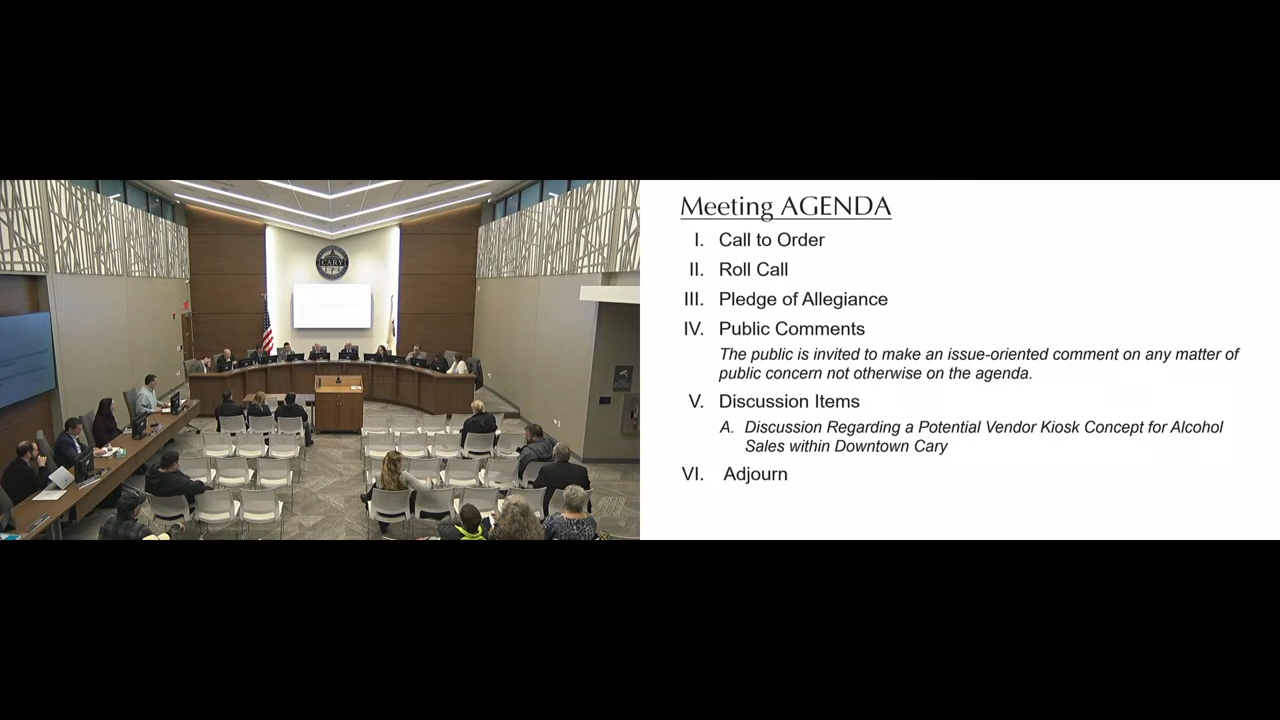 CARY
Meeting AGENDA
I. Call to Order
II. Roll Call
III. Pledge of Allegiance
IV. Public Comments
The public is invited to make an issue-oriented comment on any matter of
public concern not otherwise on the agenda.
V. Discussion Items
A. Discussion Regarding a Potential Vendor Kiosk Concept for Alcohol
Sales within Downtown Cary
VI. Adjourn